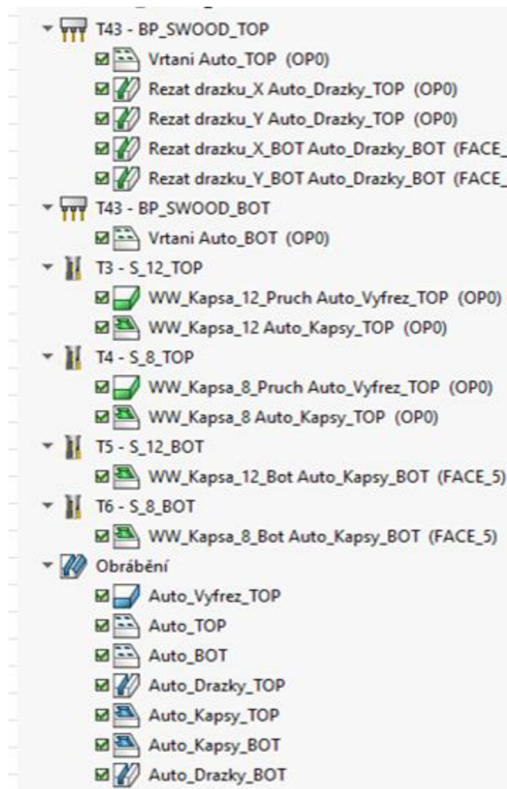 T43 - BP_SWOOD_TOP
Vrtani Auto_TOP (OP0)
Rezat drazku_X Auto_Drazky_TOP (OP0)
Rezat drazku_Y Auto_Drazky_TOP (OP0)
Rezat drazku_X_BOT Auto_Drazky_BOT (FACE_
Rezat drazku_Y_BOT Auto_Drazky_BOT (FACE_
T43 - BP_SWOOD_BOT
Vrtani Auto_BOT (OP0)
T3 - S_12_TOP
WW_Kapsa_12_Pruch Auto_Vyfrez_TOP (OP0)
WW_Kapsa_12 Auto_Kapsy_TOP (OP0)
T4 - S_8_TOP
WW_Kapsa_8_Pruch Auto_Vyfrez_TOP (OP0)
WW_Kapsa_8 Auto_Kapsy_TOP (OP0)
T5 - S_12_BOT
WW_Kapsa_12_Bot Auto_Kapsy_BOT (FACE_5)
T6 - S_8_BOT
WW_Kapsa_8_Bot Auto_Kapsy_BOT (FACE_5)
Obrábění
Auto_Vyfrez_TOP
Auto_TOP
Auto_BOT
Auto_Drazky_TOP
Auto_Kapsy_TOP
Auto_Kapsy_BOT
Auto_Drazky_BOT